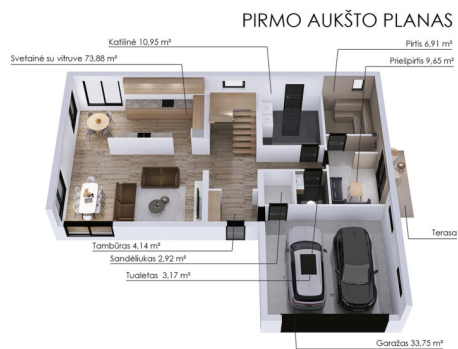 PIRMO AUKŠTO PLANAS
Katilinė 10,95 m²
Pirtis 6,91 m²
Svetainė su vitruve 73,88 m²
Priešpirtis 9,65 m²
Terasa
Tambūras 4,14 m²
Sandėliukas 2,92 m²
Tualetas 3,17 m²
Garažas 33,75 m²